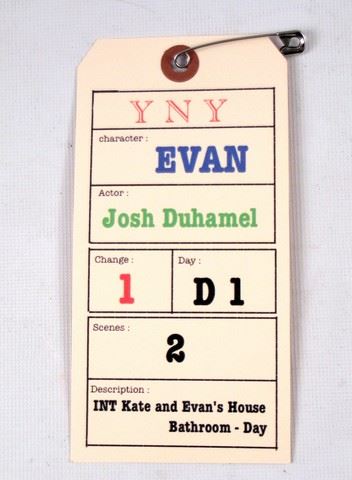 YNY
character :
EVAN
Actor :
Josh Duhamel
Change :
1
Day :
D 1
Scenes :
2
Description :
INT Kate and Evan's House
Bathroom - Day